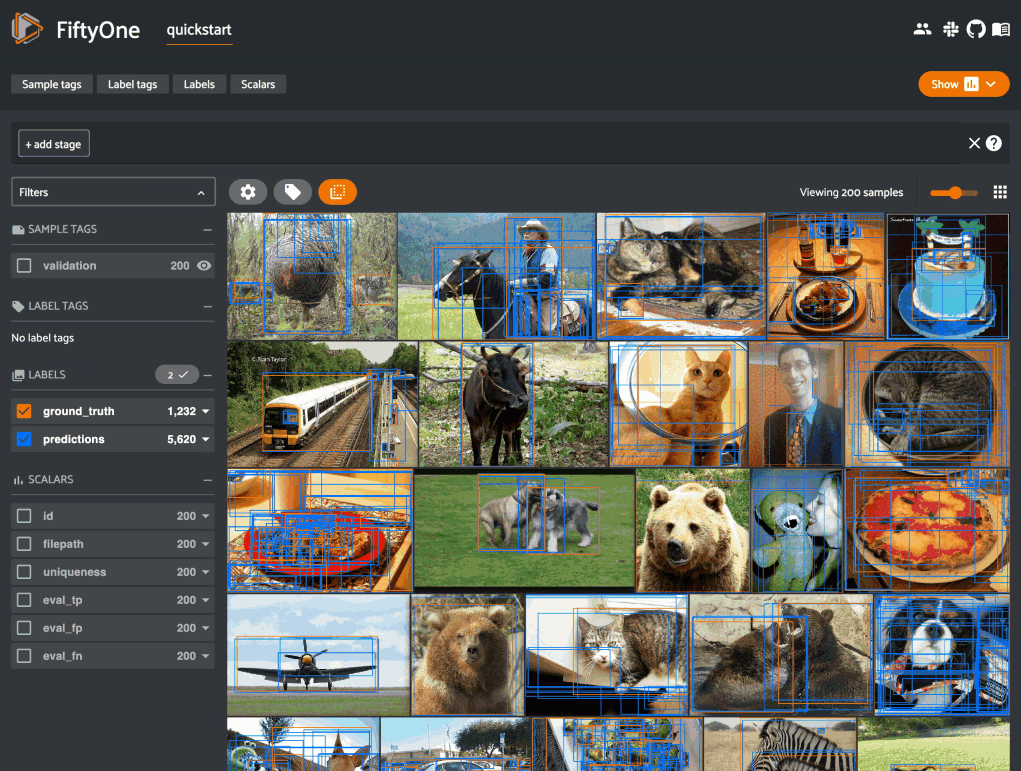 FiftyOne
quickstart
Sample tags
Label tags
Labels
Scalars
Show
+ add stage
Filters
Viewing 200 samples
SAMPLE TAGS
validation 200
LABEL TAGS
No label tags
LABELS 2
ground_truth 1,232
predictions 5,620
SCALARS
id 200
filepath 200
uniqueness 200
eval_tp 200
eval_fp 200
eval_fn 200